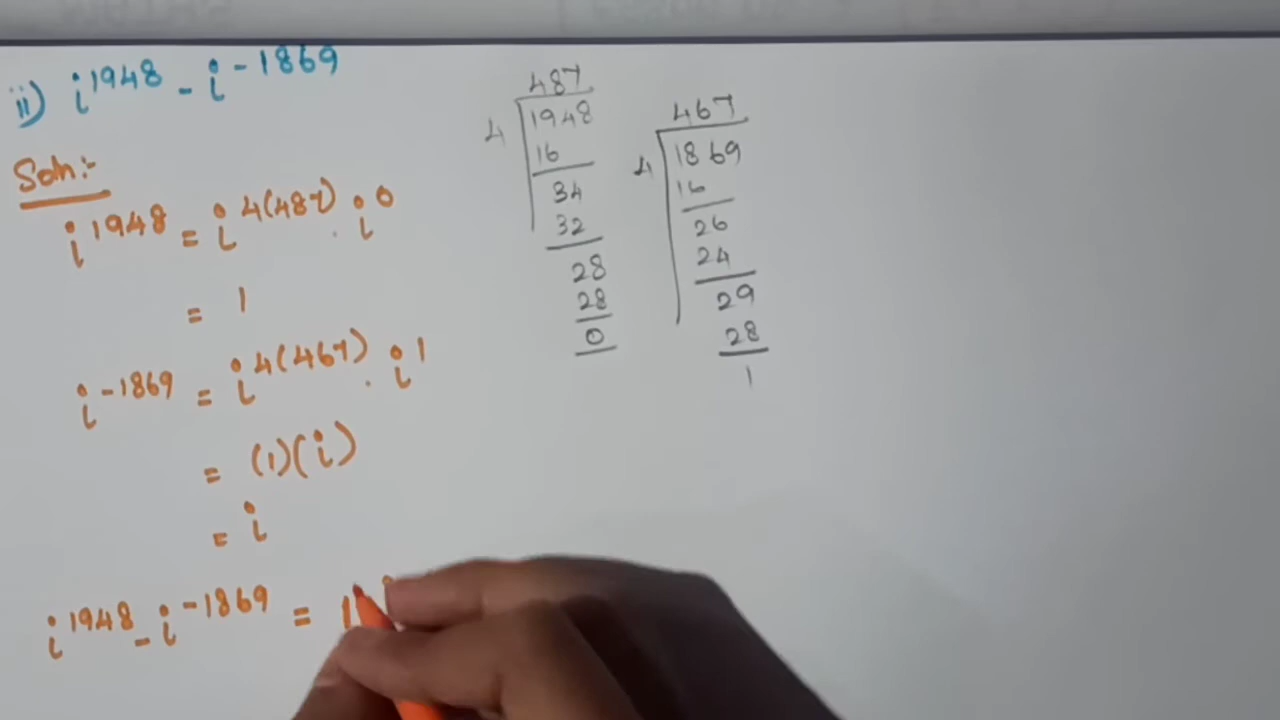 ii) i^1948 - i^-1869
Soln:-
i^1948 = i^4(487) . i^0
= 1
i^-1869 = i^4(467) . i^1
= (1)(i)
= i
i^1948 - i^-1869 = 1
487
4 1948
16
34
32
28
28
0
467
4 1869
16
26
24
29
28
1